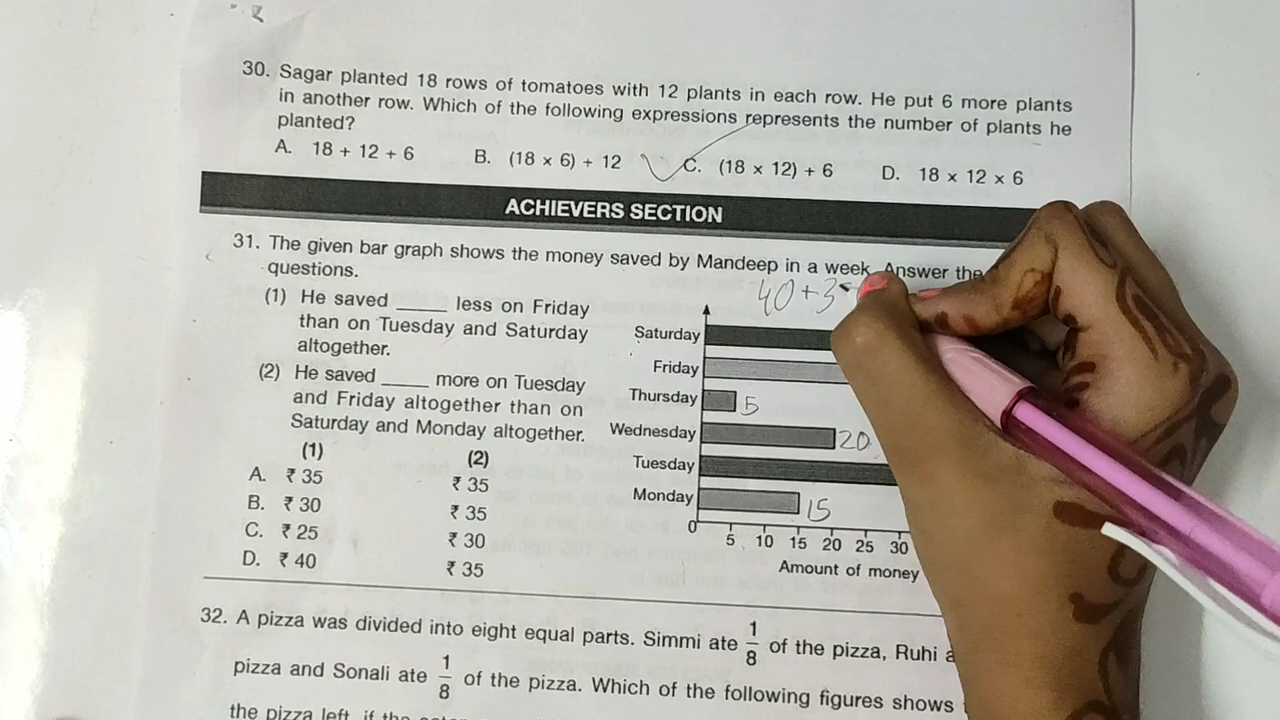 30. Sagar planted 18 rows of tomatoes with 12 plants in each row. He put 6 more plants
in another row. Which of the following expressions represents the number of plants he
planted?
A. 18 + 12 + 6 B. (18 × 6) + 12 C. (18 × 12) + 6 D. 18 × 12 × 6
ACHIEVERS SECTION
31. The given bar graph shows the money saved by Mandeep in a week. Answer the
questions.
(1) He saved ____ less on Friday
than on Tuesday and Saturday
altogether.
(2) He saved ____ more on Tuesday
and Friday altogether than on
Saturday and Monday altogether.
(1) (2)
A. ₹ 35 ₹ 35
B. ₹ 30 ₹ 35
C. ₹ 25 ₹ 30
D. ₹ 40 ₹ 35
40+3
Saturday
Friday
Thursday 5
Wednesday 20
Tuesday
Monday 15
0 5 10 15 20 25 30
Amount of money
32. A pizza was divided into eight equal parts. Simmi ate 1/8 of the pizza, Ruhi
pizza and Sonali ate 1/8 of the pizza. Which of the following figures shows
the pizza left, if the